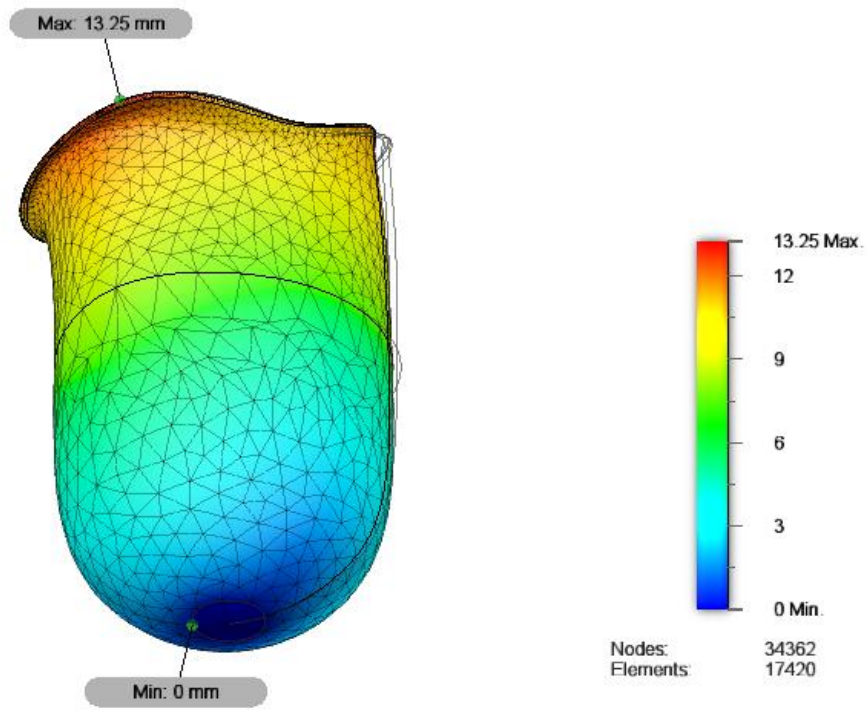 Max: 13.25 mm
13.25 Max.
12
9
6
3
0 Min.
Nodes: 34362
Elements: 17420
Min: 0 mm